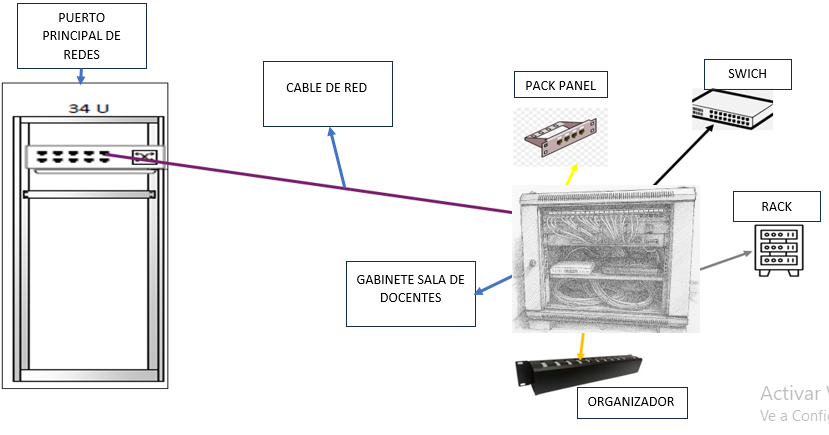 PUERTO
PRINCIPAL DE
REDES
34 U
CABLE DE RED
PACK PANEL
SWICH
RACK
GABINETE SALA DE
DOCENTES
ORGANIZADOR
Activar
Ve a Confi